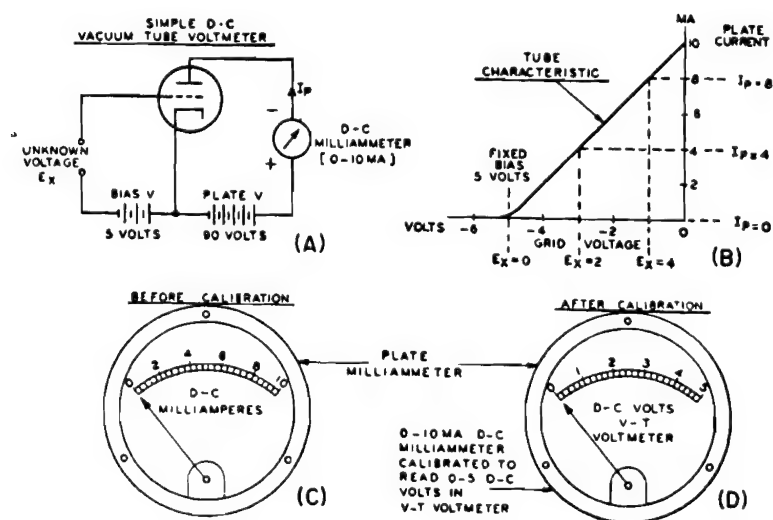 SIMPLE D-C
VACUUM TUBE VOLTMETER
Ip
-
D-C
MILLIAMMETER
[0-10MA]
+
UNKNOWN
VOLTAGE
Ex
BIAS V
5 VOLTS
PLATE V
90 VOLTS
(A)
MA
PLATE
CURRENT
10
8
6
4
2
0
TUBE
CHARACTERISTIC
Ip=8
Ip=4
Ip=0
FIXED
BIAS
5 VOLTS
VOLTS -6 -4 -2 0
GRID VOLTAGE
Ex=0 Ex=2 Ex=4
(B)
BEFORE CALIBRATION
2 4 6 8
D-C
MILLIAMPERES
(C)
PLATE
MILLIAMMETER
AFTER CALIBRATION
1 2 3 4 5
D-C VOLTS
V-T
VOLTMETER
(D)
0-10MA D-C
MILLIAMMETER
CALIBRATED TO
READ 0-5 D-C
VOLTS IN
V-T VOLTMETER